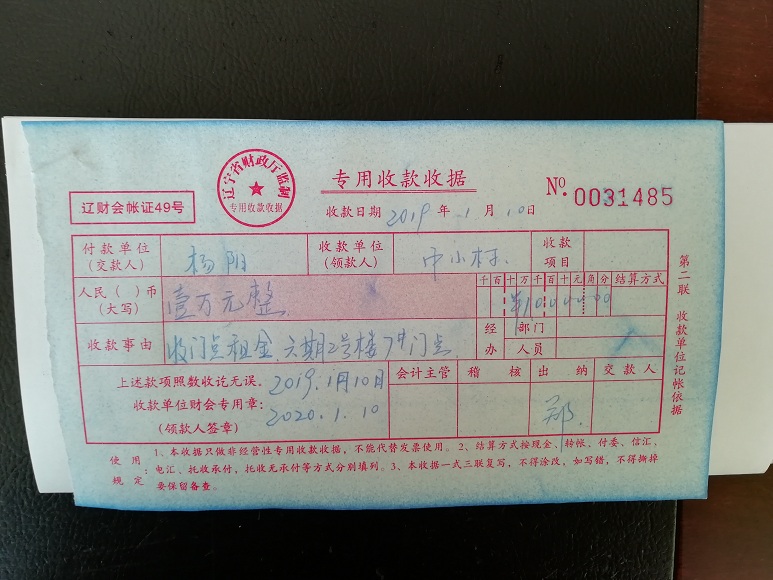 辽宁省财政厅监制
专用收款收据
专用收款收据
No. 0031485
辽财会帐证49号
收款日期 2019 年 1 月 10 日
付款单位(交款人) 杨阳 收款单位(领款人) 中小村 收款项目
人民( )币(大写) 壹万元整 千百十万千百十元角分 结算方式
¥1000000
收款事由 收门点租金、六期2号楼7#门点 经办 部门
人员
上述款项照数收讫无误。 2019.1月10日 会计主管 稽核 出纳 交款人
收款单位财会专用章:
(领款人签章) 2020.1.10 郑
使用规定:1、本收据只做非经营性专用收款收据,不能代替发票使用。2、结算方式按现金、转帐、付委、信汇、
电汇、托收承付,托收无承付等方式分别填列。3、本收据一式三联复写,不得涂改,如写错,不得撕掉
要保留备查。
第二联 收款单位记帐依据